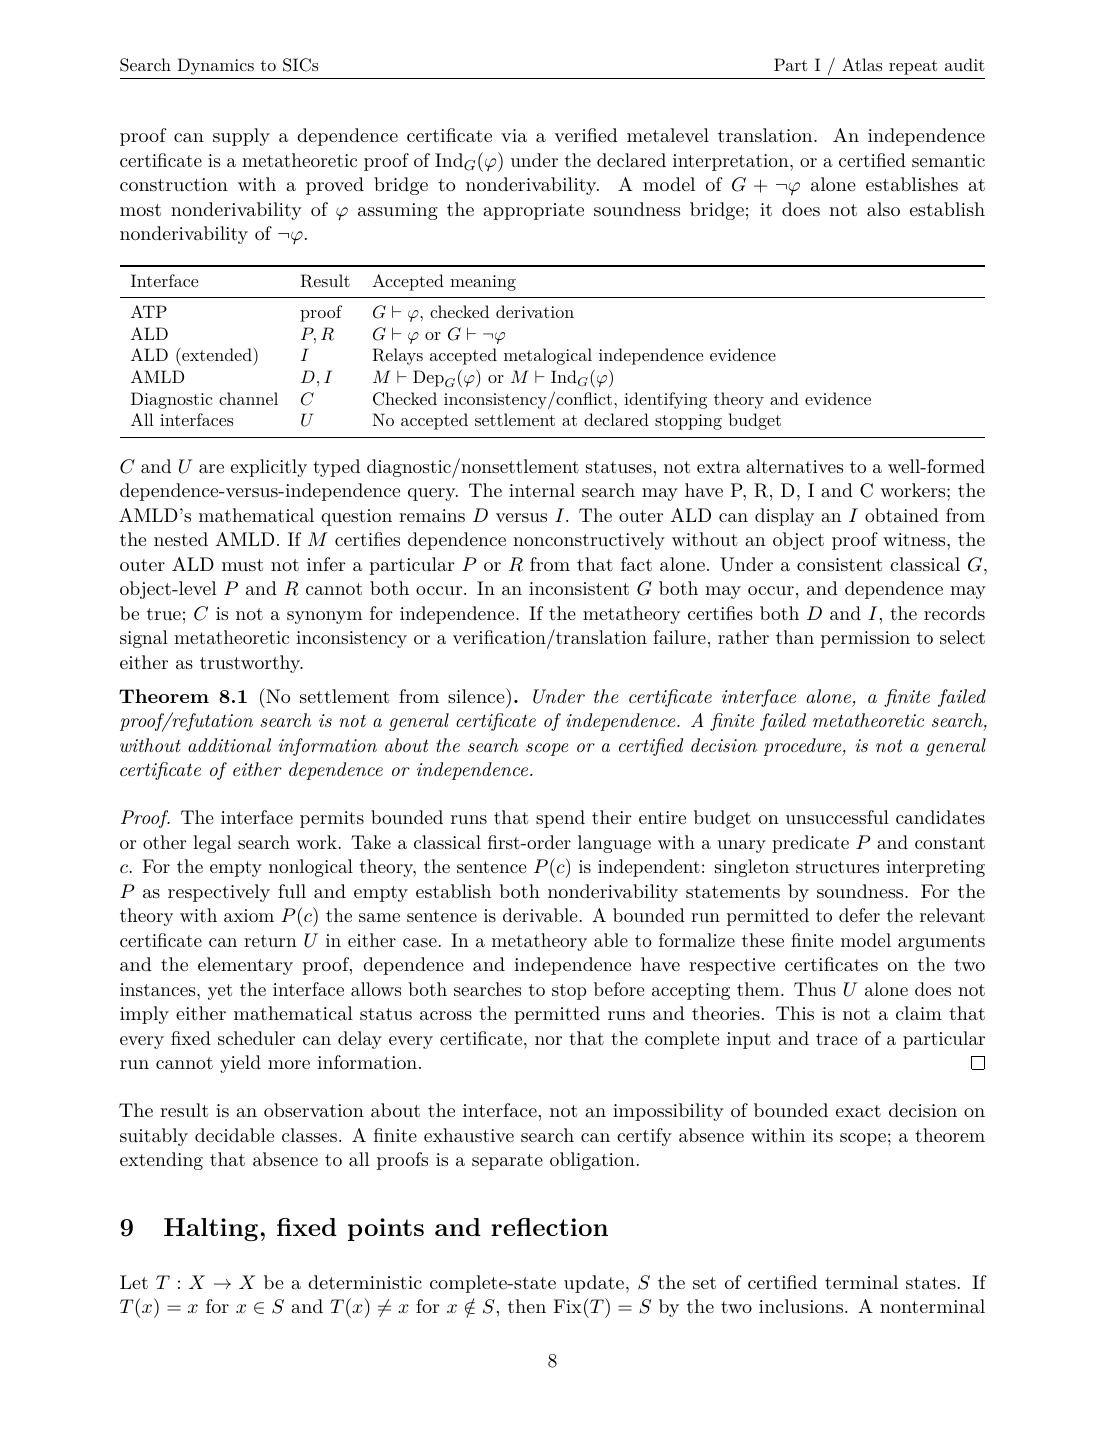 Search Dynamics to SICs Part I / Atlas repeat audit
proof can supply a dependence certificate via a verified metalevel translation. An independence
certificate is a metatheoretic proof of Ind_G(φ) under the declared interpretation, or a certified semantic
construction with a proved bridge to nonderivability. A model of G + ¬φ alone establishes at
most nonderivability of φ assuming the appropriate soundness bridge; it does not also establish
nonderivability of ¬φ.
Interface Result Accepted meaning
ATP proof G ⊢ φ, checked derivation
ALD P, R G ⊢ φ or G ⊢ ¬φ
ALD (extended) I Relays accepted metalogical independence evidence
AMLD D, I M ⊢ Dep_G(φ) or M ⊢ Ind_G(φ)
Diagnostic channel C Checked inconsistency/conflict, identifying theory and evidence
All interfaces U No accepted settlement at declared stopping budget
C and U are explicitly typed diagnostic/nonsettlement statuses, not extra alternatives to a well-formed
dependence-versus-independence query. The internal search may have P, R, D, I and C workers; the
AMLD's mathematical question remains D versus I. The outer ALD can display an I obtained from
the nested AMLD. If M certifies dependence nonconstructively without an object proof witness, the
outer ALD must not infer a particular P or R from that fact alone. Under a consistent classical G,
object-level P and R cannot both occur. In an inconsistent G both may occur, and dependence may
be true; C is not a synonym for independence. If the metatheory certifies both D and I, the records
signal metatheoretic inconsistency or a verification/translation failure, rather than permission to select
either as trustworthy.
Theorem 8.1 (No settlement from silence). Under the certificate interface alone, a finite failed
proof/refutation search is not a general certificate of independence. A finite failed metatheoretic search,
without additional information about the search scope or a certified decision procedure, is not a general
certificate of either dependence or independence.
Proof. The interface permits bounded runs that spend their entire budget on unsuccessful candidates
or other legal search work. Take a classical first-order language with a unary predicate P and constant
c. For the empty nonlogical theory, the sentence P(c) is independent: singleton structures interpreting
P as respectively full and empty establish both nonderivability statements by soundness. For the
theory with axiom P(c) the same sentence is derivable. A bounded run permitted to defer the relevant
certificate can return U in either case. In a metatheory able to formalize these finite model arguments
and the elementary proof, dependence and independence have respective certificates on the two
instances, yet the interface allows both searches to stop before accepting them. Thus U alone does not
imply either mathematical status across the permitted runs and theories. This is not a claim that
every fixed scheduler can delay every certificate, nor that the complete input and trace of a particular
run cannot yield more information. □
The result is an observation about the interface, not an impossibility of bounded exact decision on
suitably decidable classes. A finite exhaustive search can certify absence within its scope; a theorem
extending that absence to all proofs is a separate obligation.
9 Halting, fixed points and reflection
Let T : X → X be a deterministic complete-state update, S the set of certified terminal states. If
T(x) = x for x ∈ S and T(x) ≠ x for x ∉ S, then Fix(T) = S by the two inclusions. A nonterminal
8